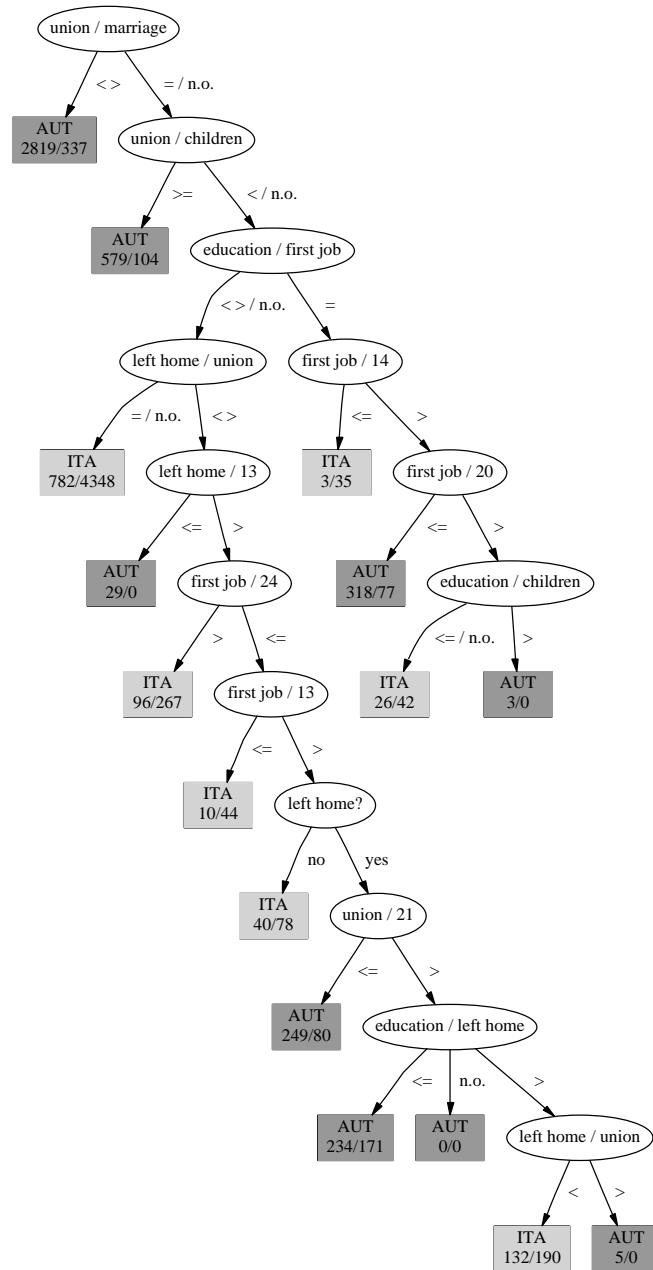 union / marriage
< >
= / n.o.
AUT
2819/337
union / children
>=
< / n.o.
AUT
579/104
education / first job
< > / n.o.
=
left home / union
first job / 14
= / n.o.
< >
<=
>
ITA
782/4348
left home / 13
ITA
3/35
first job / 20
<=
>
<=
>
AUT
29/0
first job / 24
AUT
318/77
education / children
>
<=
<= / n.o.
>
ITA
96/267
first job / 13
ITA
26/42
AUT
3/0
<=
>
ITA
10/44
left home?
no
yes
ITA
40/78
union / 21
<=
>
AUT
249/80
education / left home
<=
n.o.
>
AUT
234/171
AUT
0/0
left home / union
<
>
ITA
132/190
AUT
5/0